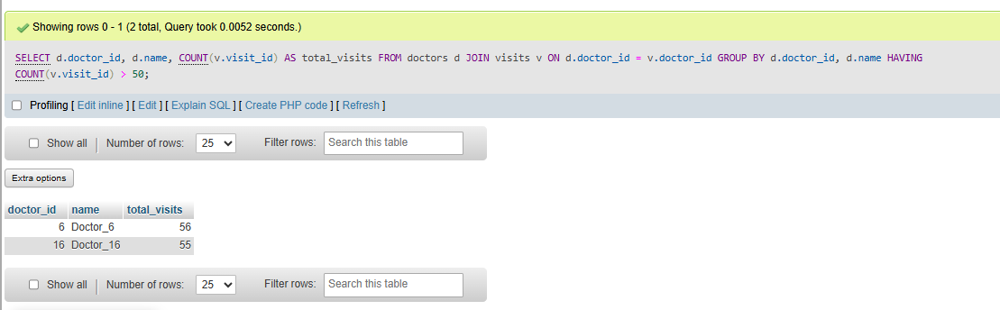 Showing rows 0 - 1 (2 total, Query took 0.0052 seconds.)
SELECT d.doctor_id, d.name, COUNT(v.visit_id) AS total_visits FROM doctors d JOIN visits v ON d.doctor_id = v.doctor_id GROUP BY d.doctor_id, d.name HAVING
COUNT(v.visit_id) > 50;
Profiling [ Edit inline ] [ Edit ] [ Explain SQL ] [ Create PHP code ] [ Refresh ]
Show all | Number of rows: 25 Filter rows: Search this table
Extra options
doctor_id name total_visits
6 Doctor_6 56
16 Doctor_16 55
Show all | Number of rows: 25 Filter rows: Search this table